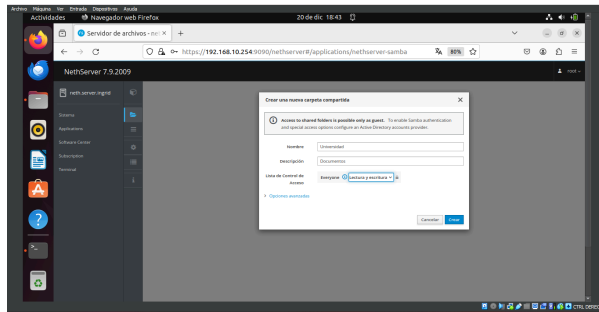 Archivo Máquina Ver Entrada Dispositivos Ayuda
Actividades Navegador web Firefox 20 de dic 18:43
Servidor de archivos - net × +
https://192.168.10.254:9090/nethserver#/applications/nethserver-samba 80%
NethServer 7.9.2009 root
neth.server.ingrid
Sistema
Applications
Software Center
Subscription
Terminal
Crear una nueva carpeta compartida ×
Access to shared folders is possible only as guest. To enable Samba authentication
and special access options configure an Active Directory accounts provider.
Nombre Universidad
Descripción Documentos
Lista de Control de
Acceso
Everyone Lectura y escritura
Opciones avanzadas
Cancelar Crear
CTRL DEREC